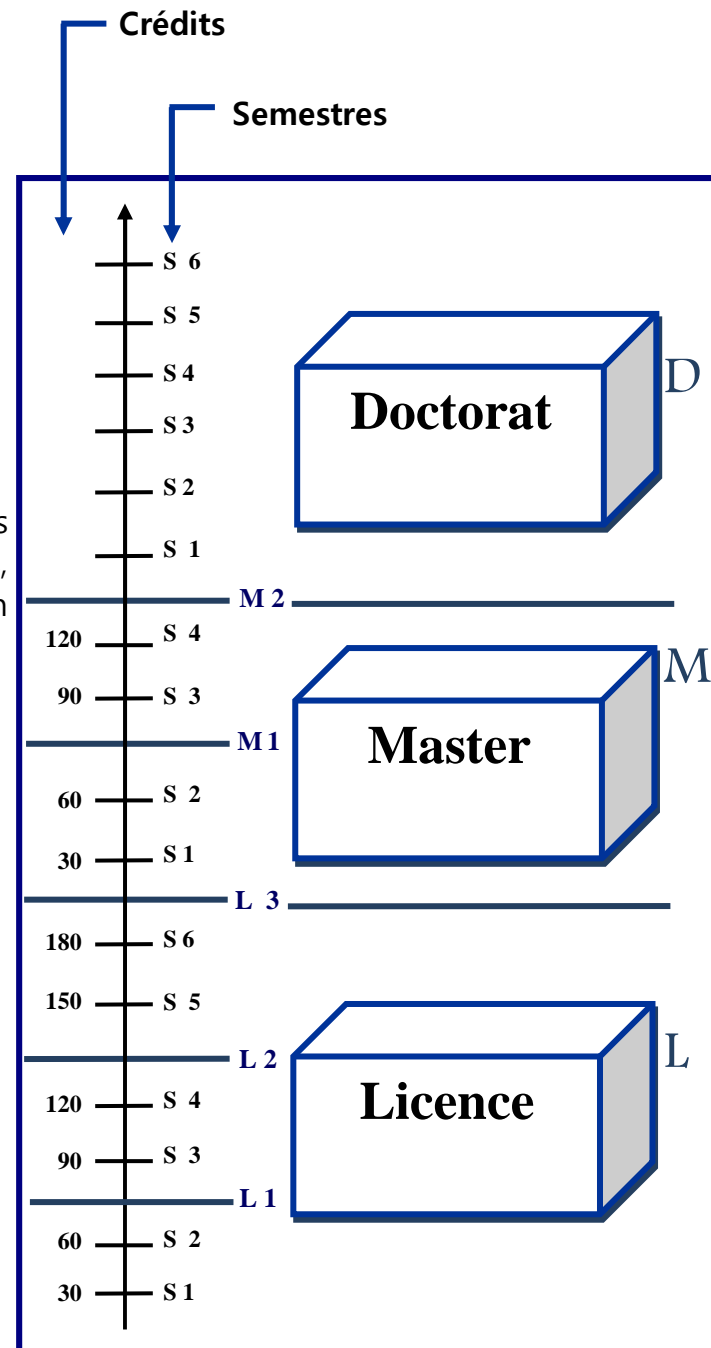 Crédits
Semestres
S 6
S 5
D
S 4
Doctorat
S 3
S 2
s
S 1
,
n
M 2
120 S 4
M
90 S 3
Master
M 1
60 S 2
30 S 1
L 3
180 S 6
150 S 5
L
L 2
Licence
120 S 4
90 S 3
L 1
60 S 2
30 S 1